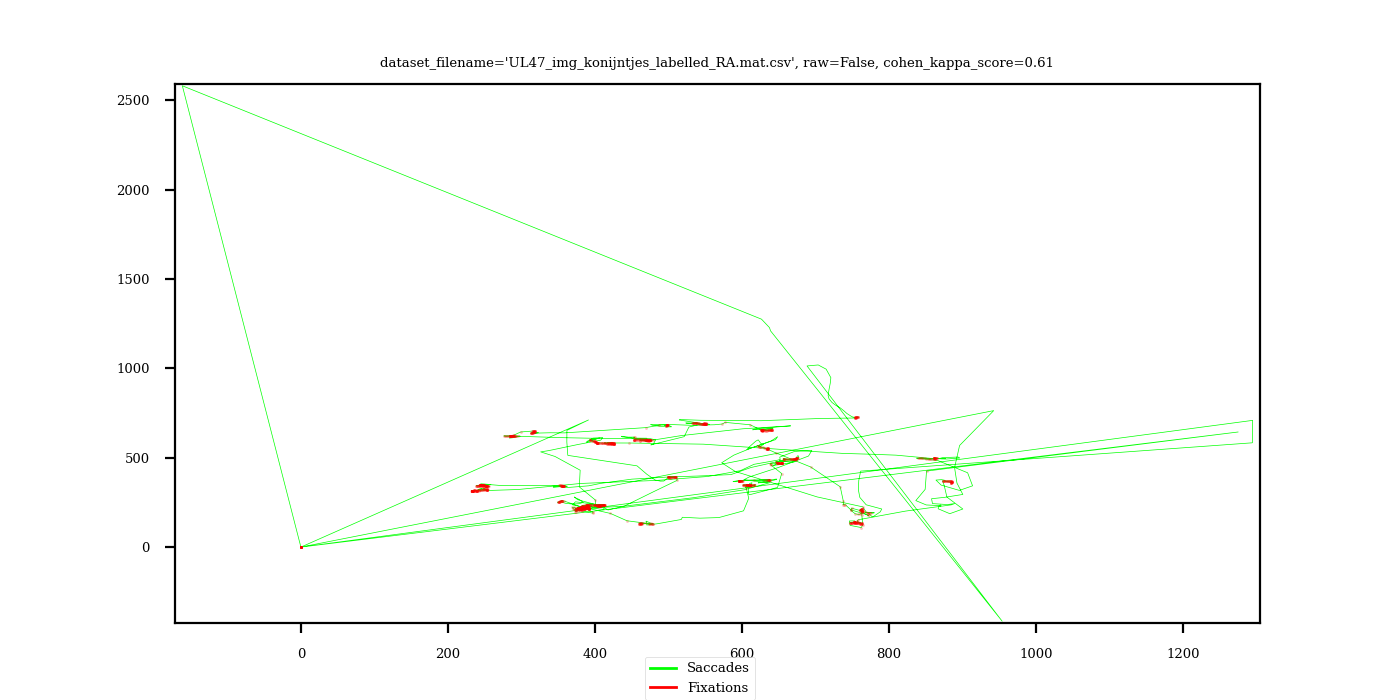 dataset_filename='UL47_img_konijntjes_labelled_RA.mat.csv', raw=False, cohen_kappa_score=0.61
2500
2000
1500
1000
500
0
0 200 400 600 800 1000 1200
Saccades
Fixations